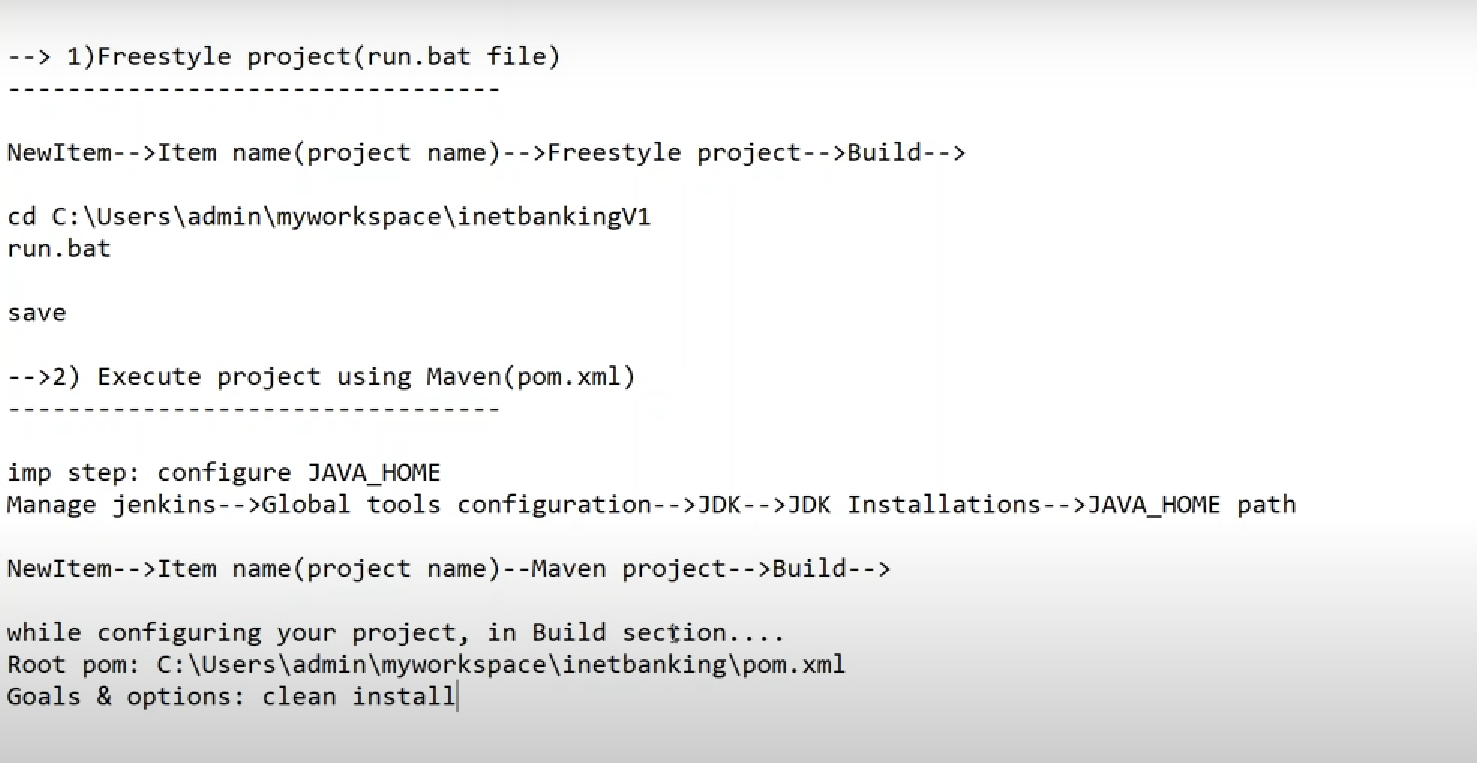 --> 1)Freestyle project(run.bat file)
---------------------------------
NewItem-->Item name(project name)-->Freestyle project-->Build-->
cd C:\Users\admin\myworkspace\inetbankingV1
run.bat
save
-->2) Execute project using Maven(pom.xml)
---------------------------------
imp step: configure JAVA_HOME
Manage jenkins-->Global tools configuration-->JDK-->JDK Installations-->JAVA_HOME path
NewItem-->Item name(project name)--Maven project-->Build-->
while configuring your project, in Build section....
Root pom: C:\Users\admin\myworkspace\inetbanking\pom.xml
Goals & options: clean install